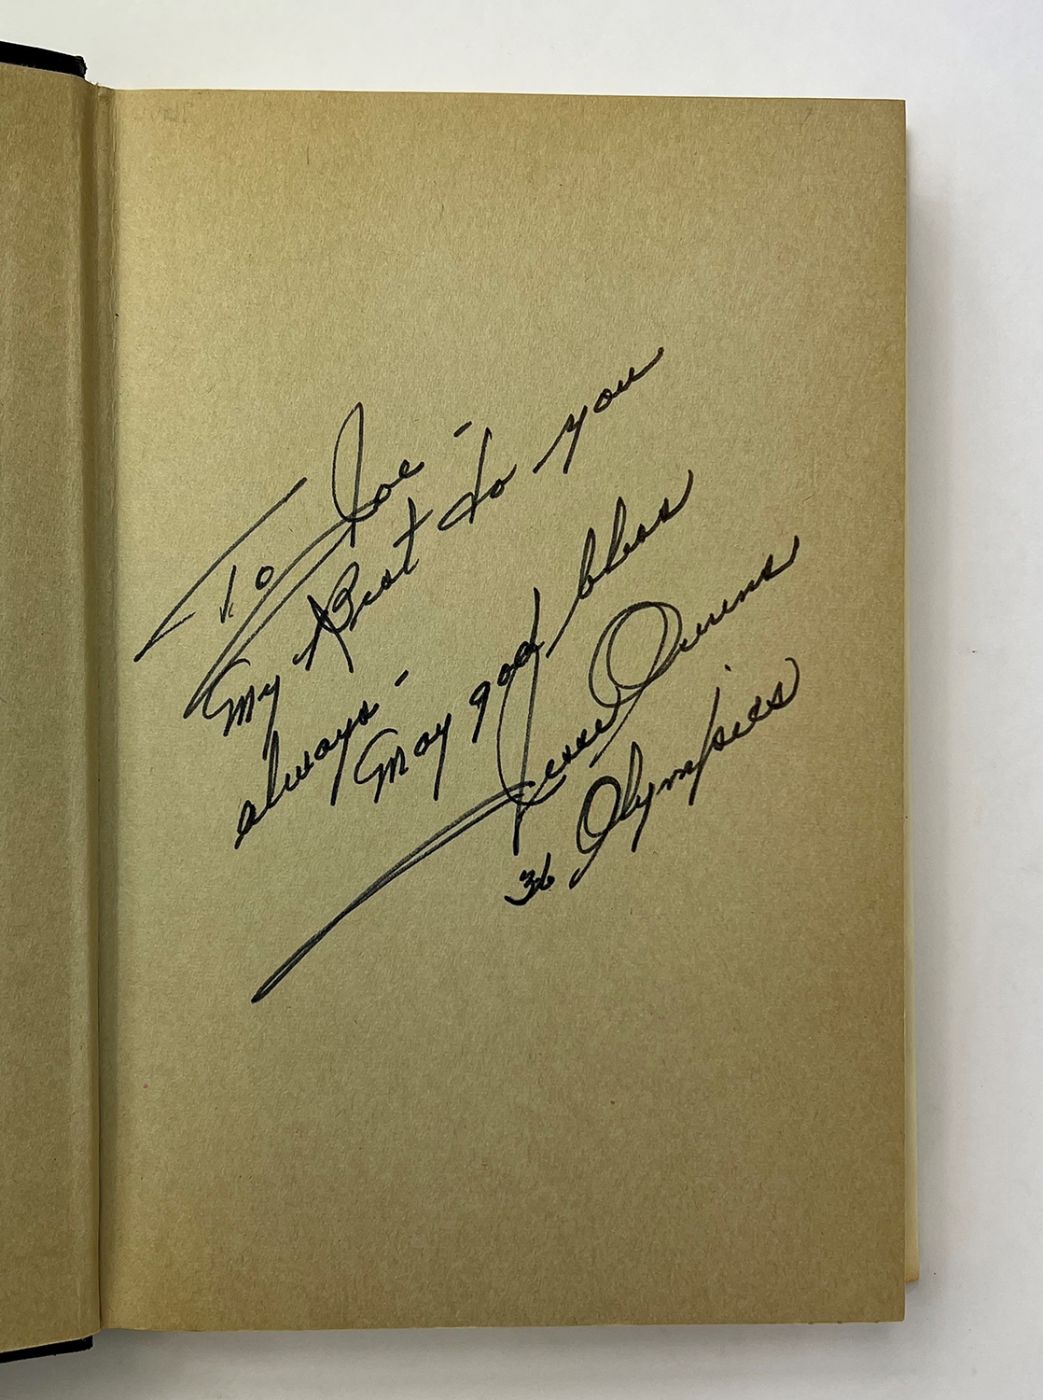 To Joe -
My Best to you
always -
May god bless
Jesse Owens
36 Olympics